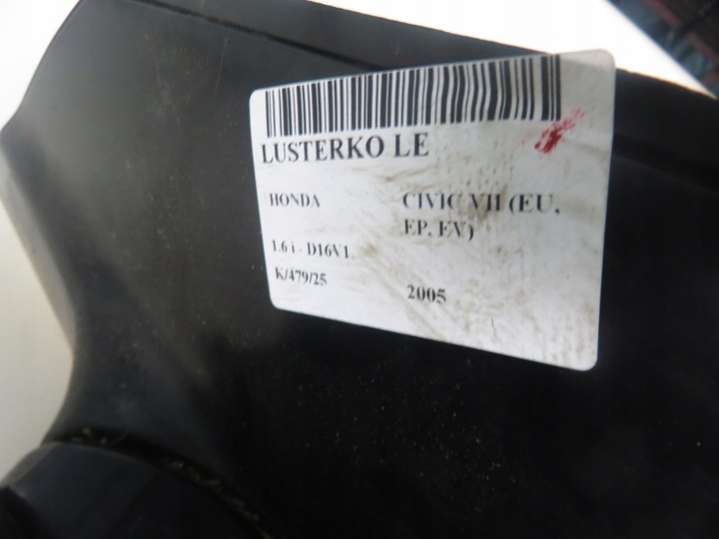 LUSTERKO LE
HONDA CIVIC VII (EU,
EP, EV)
1.6 i - D16V1
K/479/25 2005